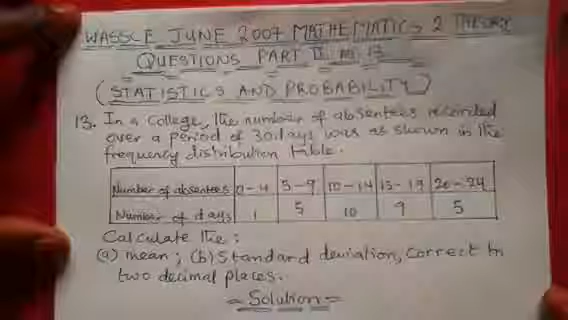 WASSCE JUNE 2007 MATHEMATICS 2 THEORY
QUESTIONS PART II no. 13
(STATISTICS AND PROBABILITY)
13. In a college, the number of absentees recorded
over a period of 30 days was as shown in the
frequency distribution table.
Number of absentees 0-4 5-9 10-14 15-19 20-24
Number of days 1 5 10 9 5
Calculate the:
(a) mean; (b) Standard deviation, correct to
two decimal places.
Solution